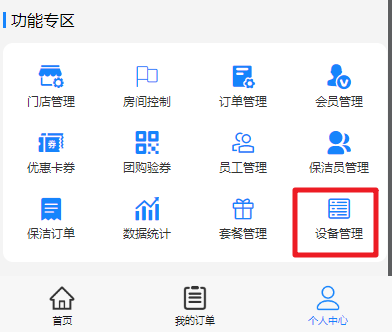 功能专区
门店管理 房间控制 订单管理 会员管理
券
优惠卡券 团购验券 员工管理 保洁员管理
保洁订单 数据统计 套餐管理 设备管理
首页 我的订单 个人中心